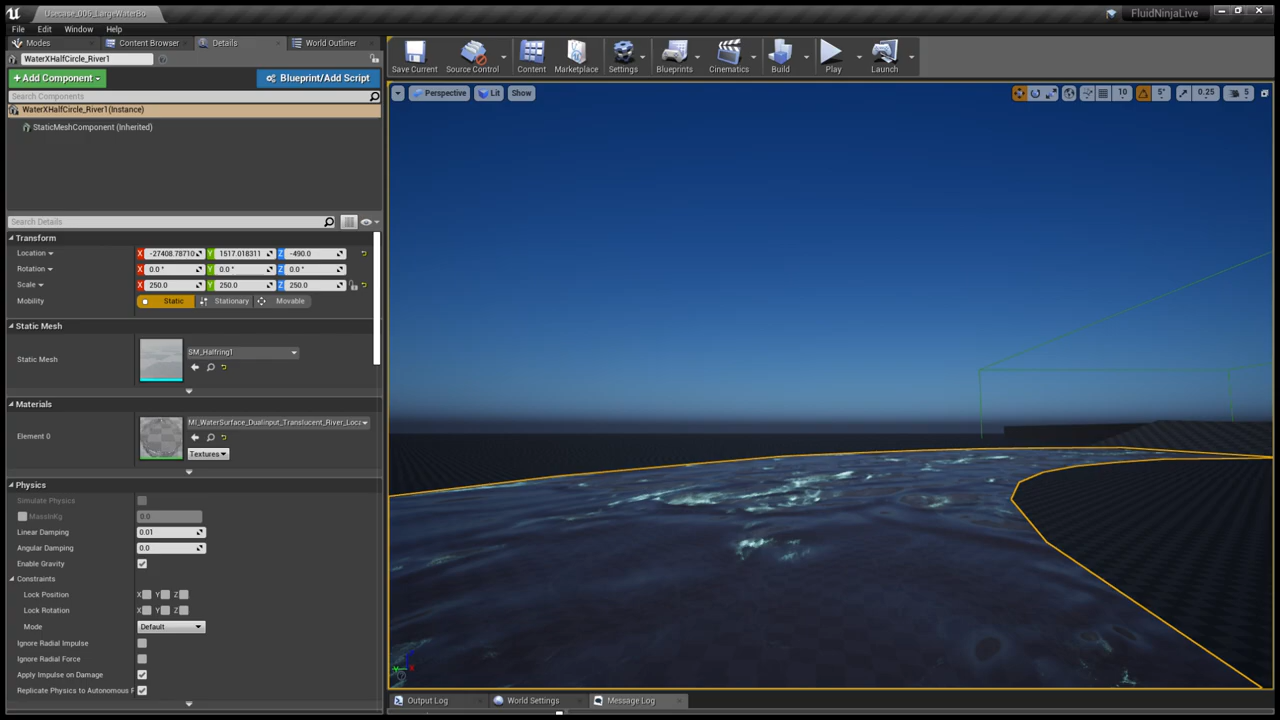 Usecase_006_LargeWaterBo
FluidNinjaLive
File Edit Window Help
Modes Content Browser Details World Outliner
WaterXHalfCircle_River1
+Add Component Blueprint/Add Script
Search Components
WaterXHalfCircle_River1(Instance)
StaticMeshComponent (Inherited)
Save Current Source Control Content Marketplace Settings Blueprints Cinematics Build Play Launch
Perspective Lit Show 10 5° 0.25 5
Search Details
Transform
Location X -27408.78710 Y 1517.018311 Z -490.0
Rotation X 0.0 ° Y 0.0 ° Z 0.0 °
Scale X 250.0 Y 250.0 Z 250.0
Mobility Static Stationary Movable
Static Mesh
Static Mesh SM_Halfring1
Materials
Element 0 MI_WaterSurface_DualInput_Translucent_River_Loca
Textures
Physics
Simulate Physics
MassInKg 0.0
Linear Damping 0.01
Angular Damping 0.0
Enable Gravity
Constraints
Lock Position X Y Z
Lock Rotation X Y Z
Mode Default
Ignore Radial Impulse
Ignore Radial Force
Apply Impulse on Damage
Replicate Physics to Autonomous P
Output Log World Settings Message Log